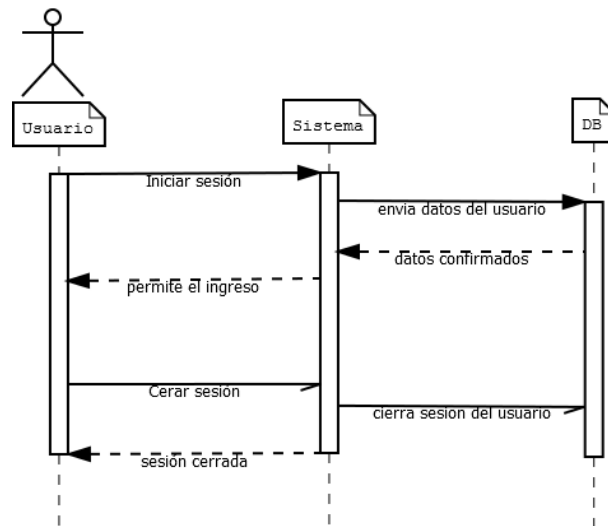 Usuario
Sistema
DB
Iniciar sesión
envia datos del usuario
datos confirmados
permite el ingreso
Cerar sesión
cierra sesion del usuario
sesión cerrada